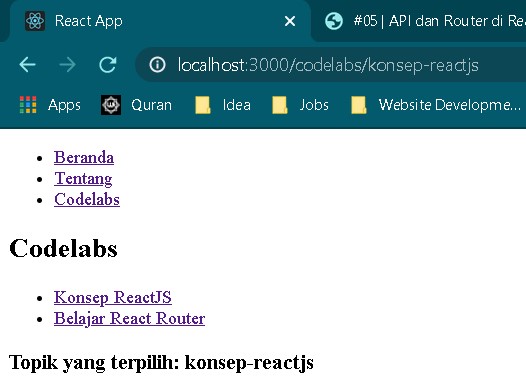 React App
#05 | API dan Router di Rea
localhost:3000/codelabs/konsep-reactjs
Apps
Quran
Idea
Jobs
Website Developme...
Beranda
Tentang
Codelabs
Codelabs
Konsep ReactJS
Belajar React Router
Topik yang terpilih: konsep-reactjs